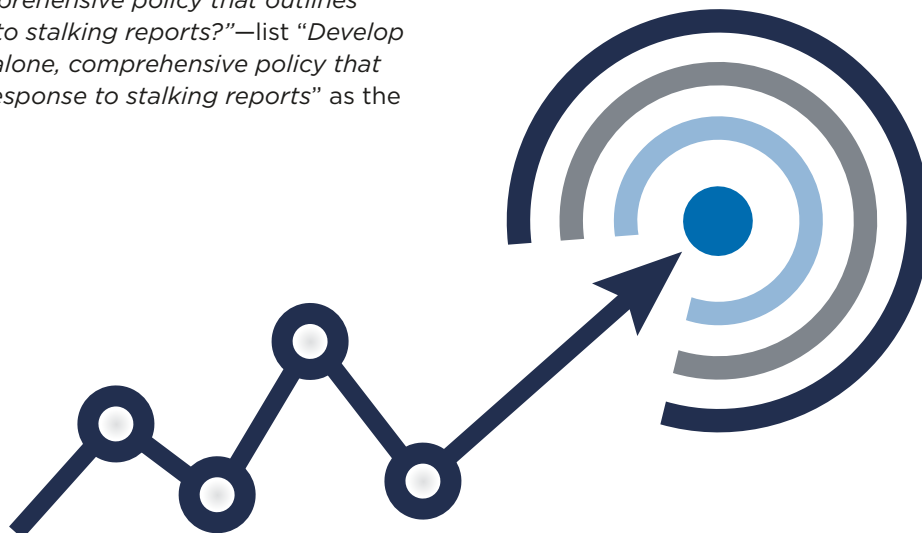 prehensive policy that outlines
to stalking reports?”—list “Develop
alone, comprehensive policy that
esponse to stalking reports” as the